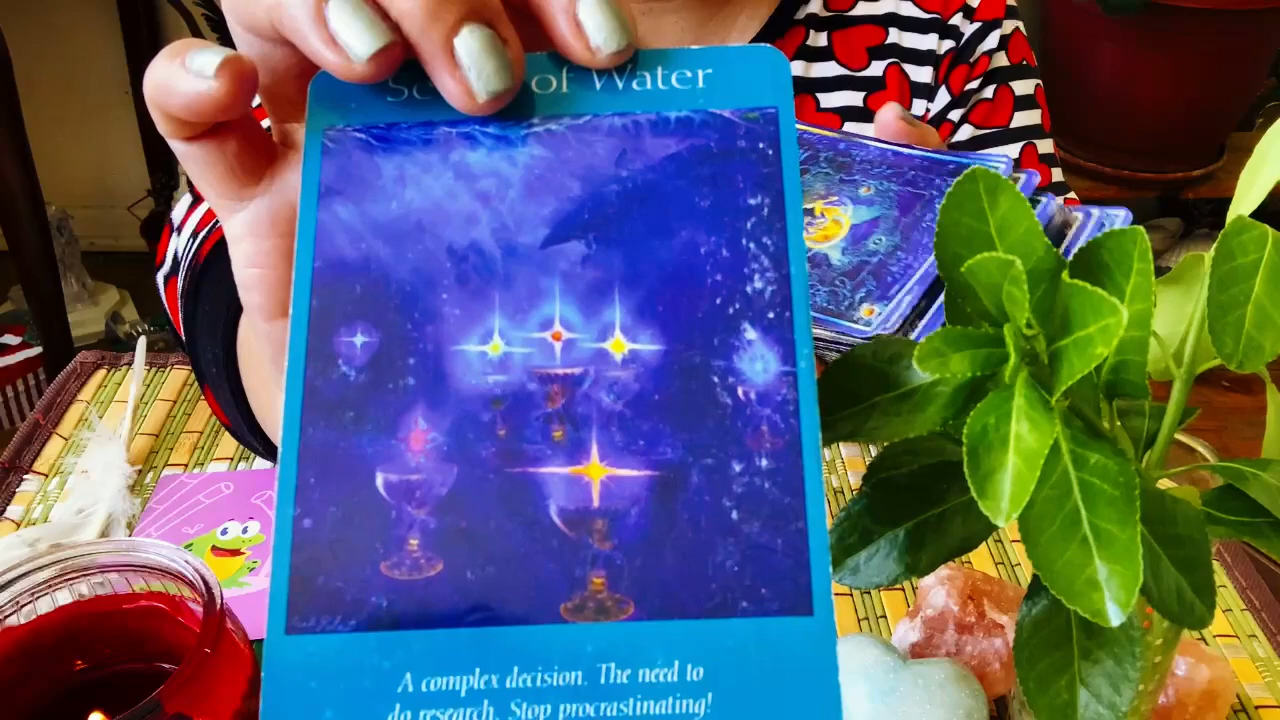 of Water
A complex decision. The need to
do research. Stop procrastinating!